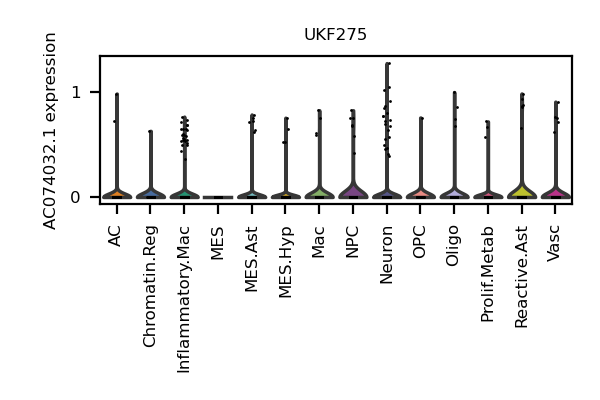 UKF275
AC074032.1 expression
1
0
AC
Chromatin.Reg
Inflammatory.Mac
MES
MES.Ast
MES.Hyp
Mac
NPC
Neuron
OPC
Oligo
Prolif.Metab
Reactive.Ast
Vasc